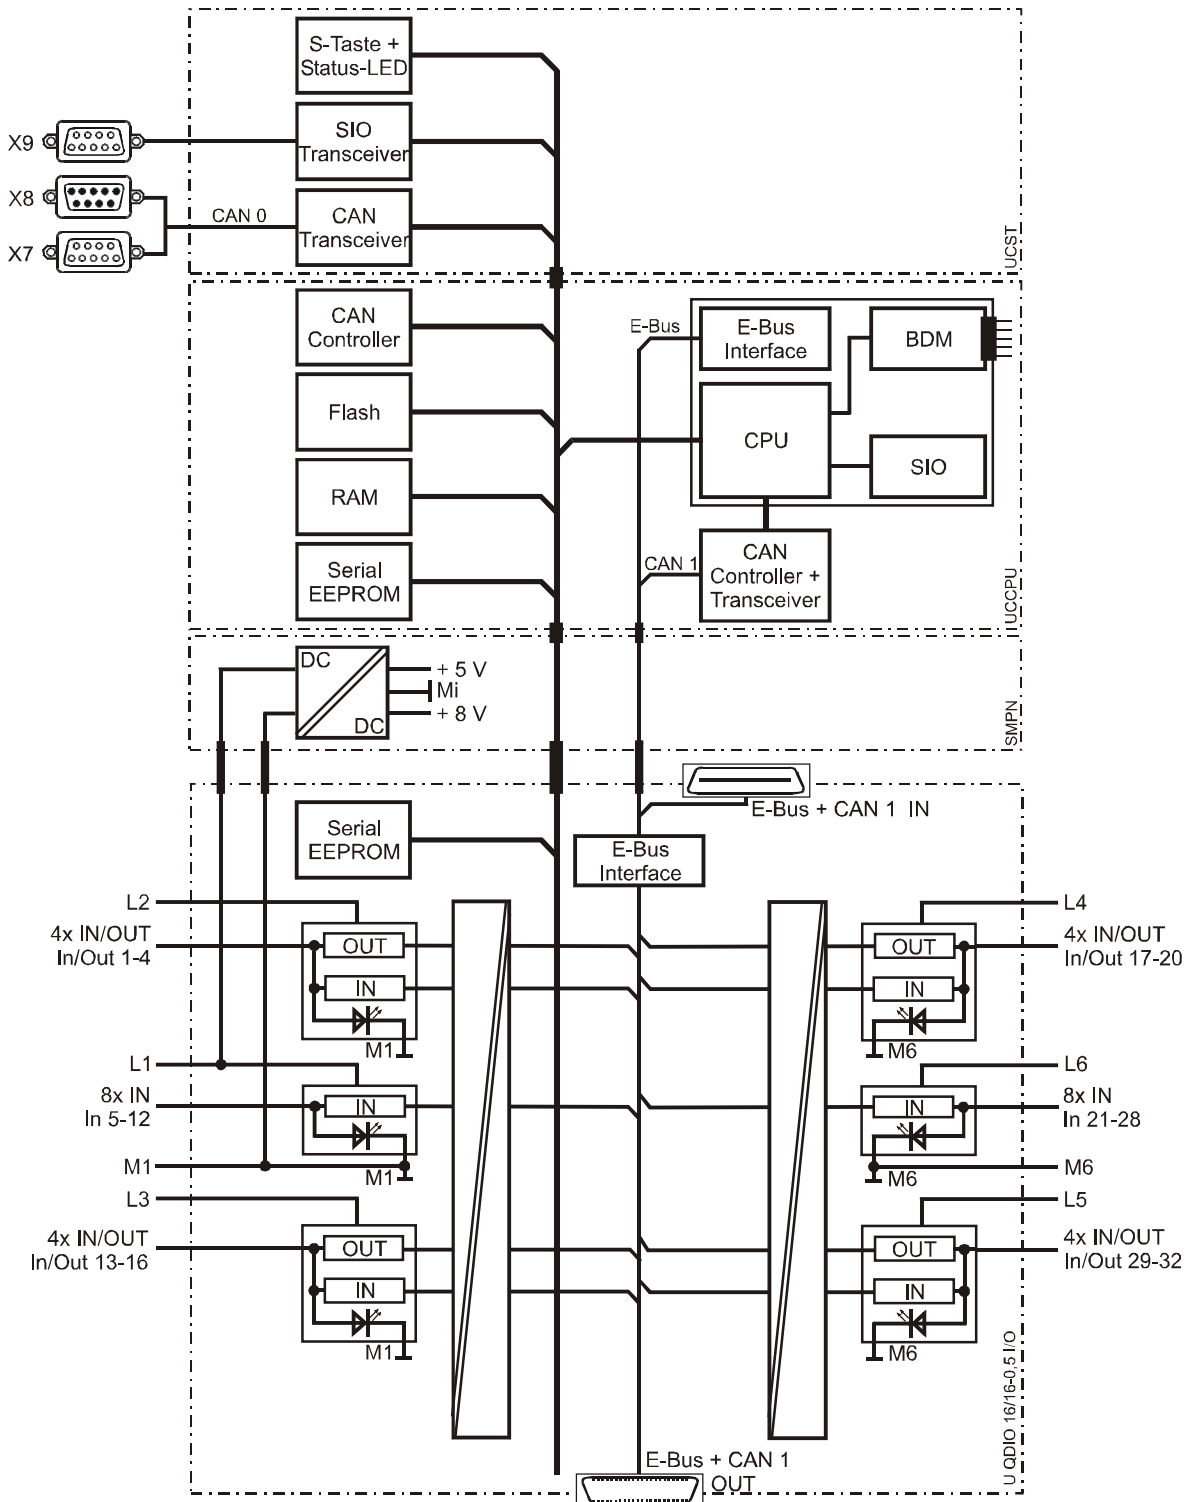 S-Taste +
Status-LED
X9
SIO
Transceiver
X8
CAN 0
CAN
Transceiver
X7
UCST
CAN
Controller
E-Bus
E-Bus
Interface
BDM
Flash
CPU
SIO
RAM
CAN 1
CAN
Controller +
Transceiver
Serial
EEPROM
UCCPU
DC
DC
+ 5 V
Mi
+ 8 V
SMPN
E-Bus + CAN 1 IN
Serial
EEPROM
E-Bus
Interface
L2
4x IN/OUT
In/Out 1-4
OUT
IN
M1
L4
4x IN/OUT
In/Out 17-20
OUT
IN
M6
L1
8x IN
In 5-12
IN
M1
M1
L6
8x IN
In 21-28
IN
M6
M6
L3
4x IN/OUT
In/Out 13-16
OUT
IN
M1
L5
4x IN/OUT
In/Out 29-32
OUT
IN
M6
U QDIO 16/16-0,5 I/O
E-Bus + CAN 1
OUT